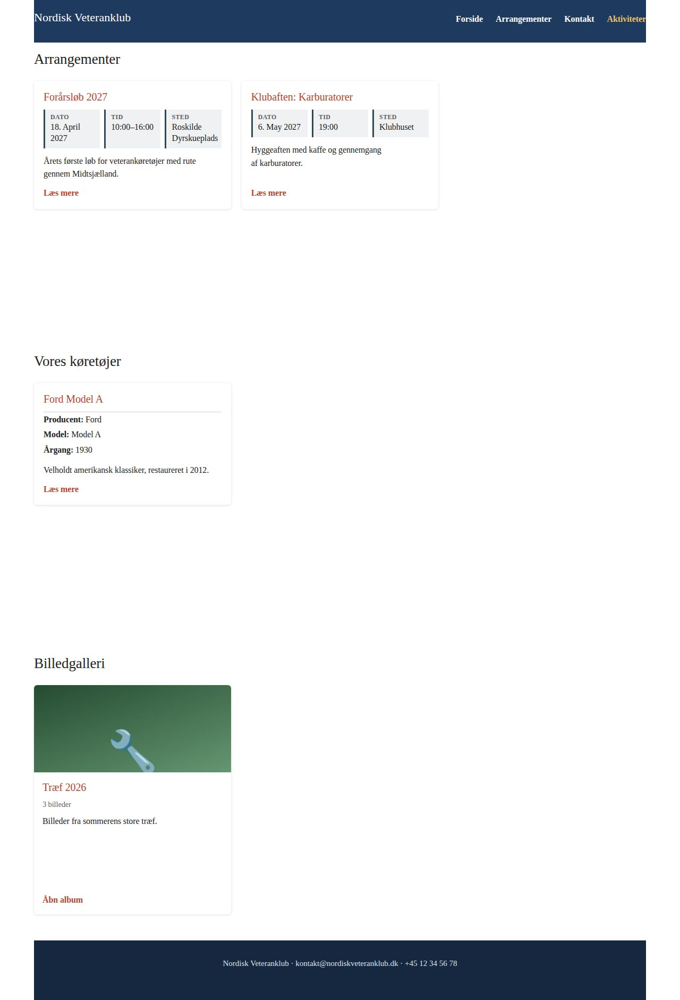 Nordisk Veteranklub
Forside Arrangementer Kontakt Aktiviteter
Arrangementer
Forårsløb 2027
DATO
18. April
2027
TID
10:00–16:00
STED
Roskilde
Dyrskueplads
Årets første løb for veterankøretøjer med rute
gennem Midtsjælland.
Læs mere
Klubaften: Karburatorer
DATO
6. May 2027
TID
19:00
STED
Klubhuset
Hyggeaften med kaffe og gennemgang
af karburatorer.
Læs mere
Vores køretøjer
Ford Model A
Producent: Ford
Model: Model A
Årgang: 1930
Velholdt amerikansk klassiker, restaureret i 2012.
Læs mere
Billedgalleri
Træf 2026
3 billeder
Billeder fra sommerens store træf.
Åbn album
Nordisk Veteranklub · kontakt@nordiskveteranklub.dk · +45 12 34 56 78